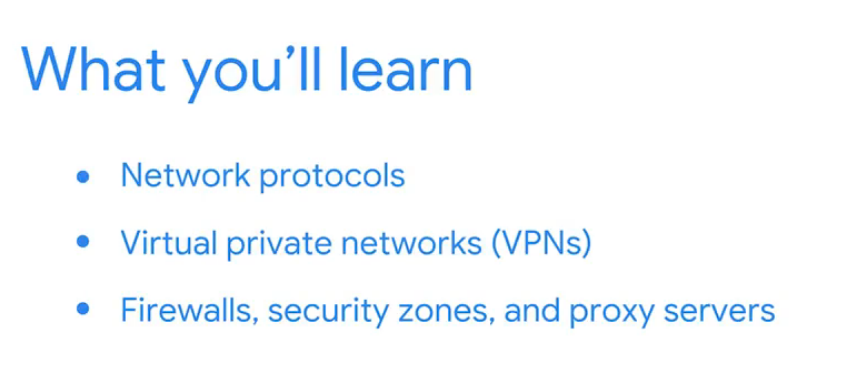 What you’ll learn
• Network protocols
• Virtual private networks (VPNs)
• Firewalls, security zones, and proxy servers